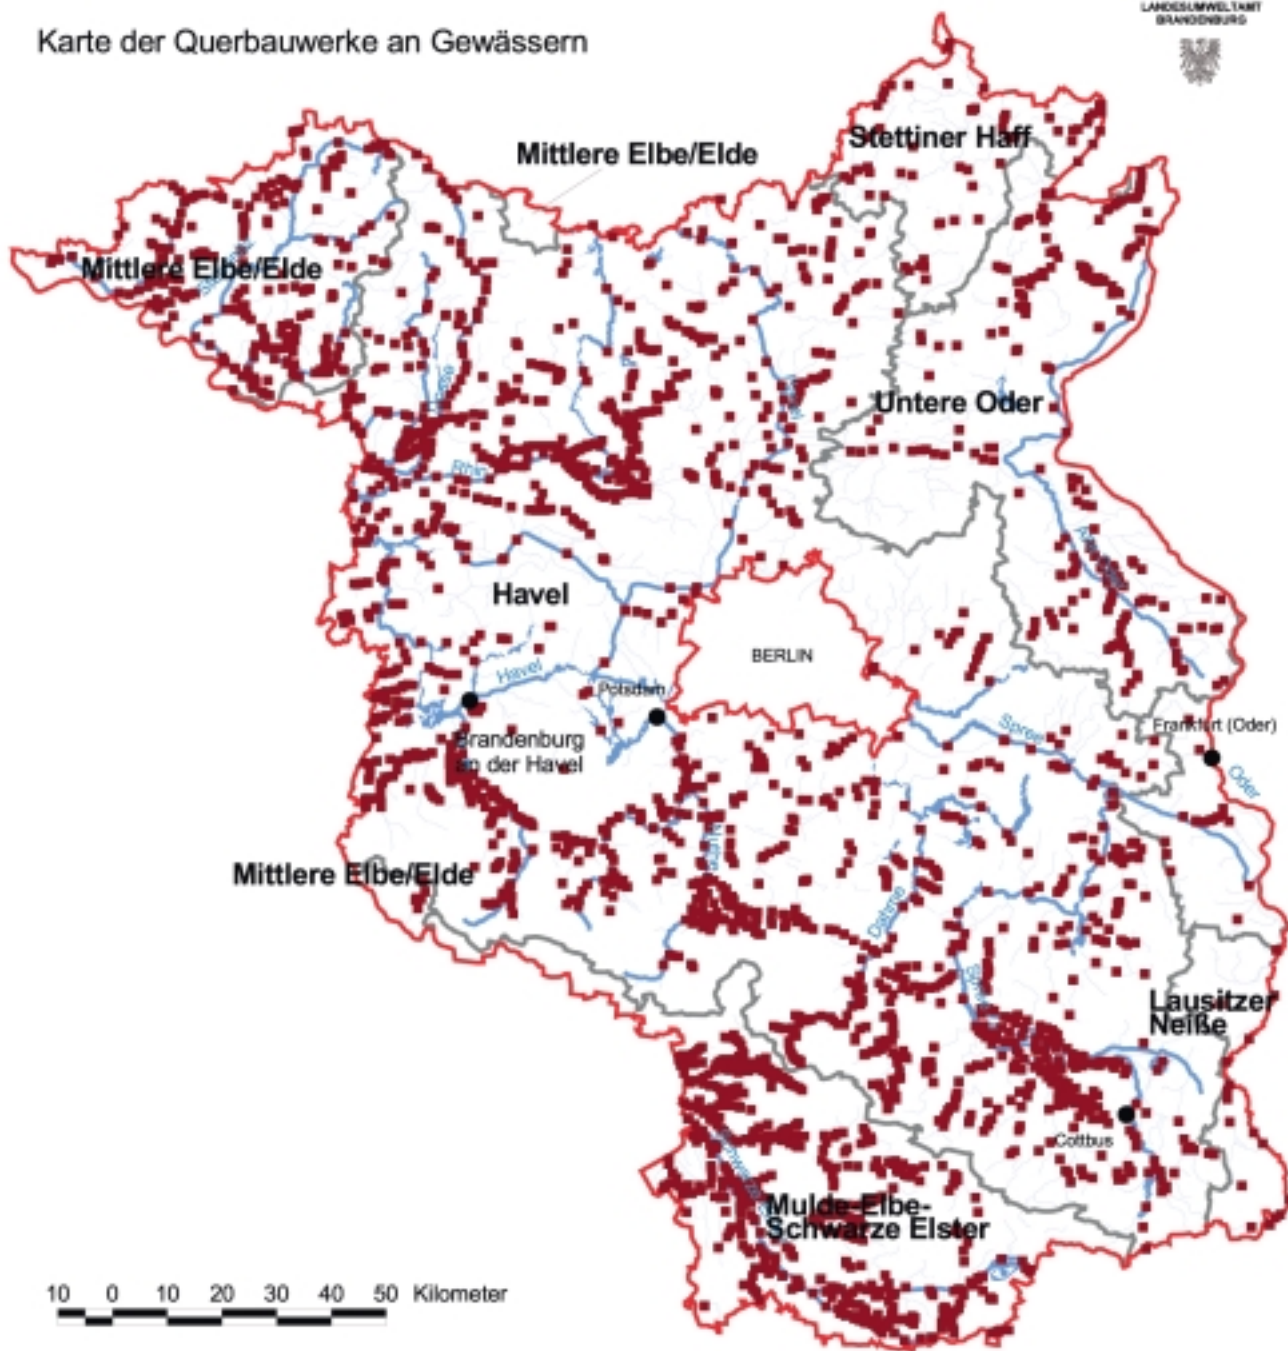 LANDESUMWELTAMT
BRANDENBURG
Karte der Querbauwerke an Gewässern
Stettiner Haff
Mittlere Elbe/Elde
Mittlere Elbe/Elde
Untere Oder
Rhin
Havel
BERLIN
Havel
Potsdam
Spree
Frankfurt (Oder)
Brandenburg
an der Havel
Oder
Nuthe
Mittlere Elbe/Elde
Dahme
Spree
Lausitzer
Neiße
Cottbus
Mulde-Elbe-
Schwarze Elster
10 0 10 20 30 40 50 Kilometer